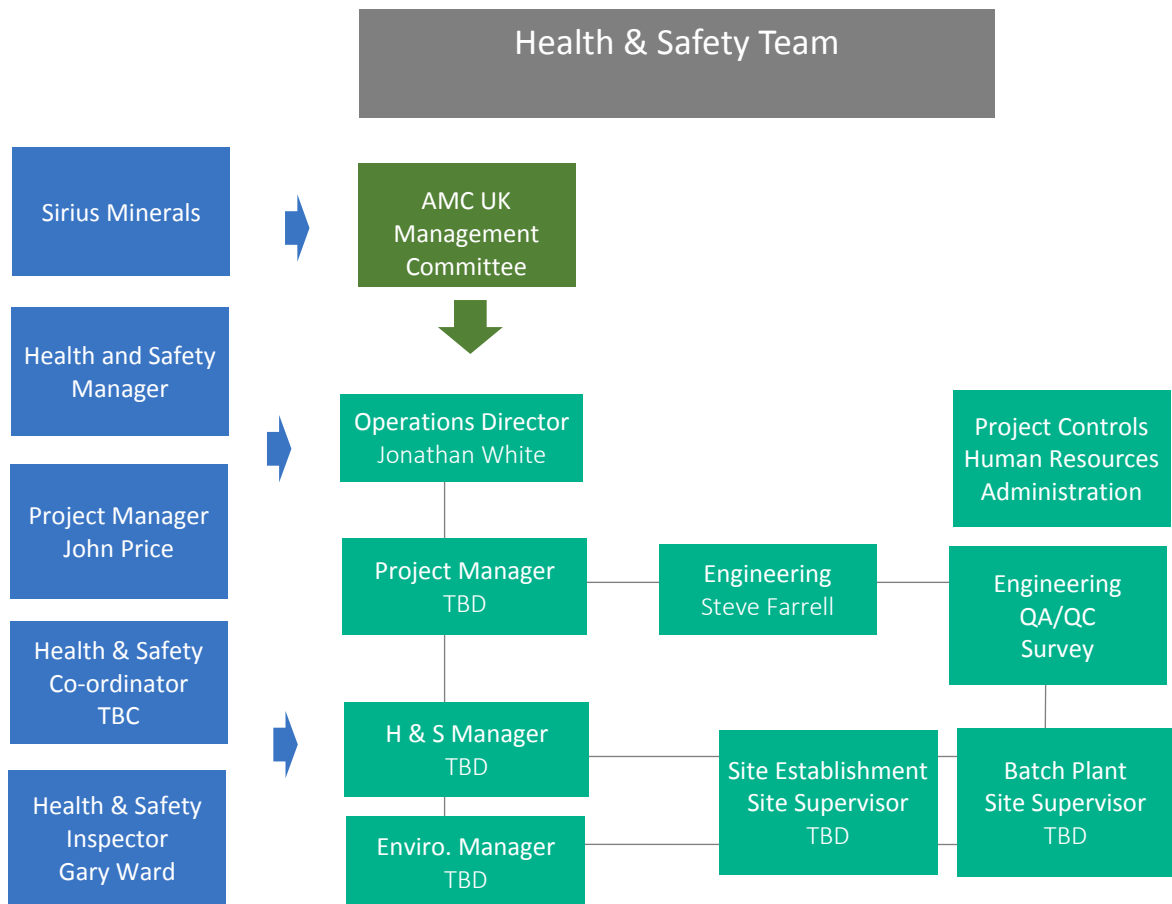 Health & Safety Team
Sirius Minerals
AMC UK
Management
Committee
Health and Safety
Manager
Operations Director
Jonathan White
Project Controls
Human Resources
Administration
Project Manager
John Price
Project Manager
TBD
Engineering
Steve Farrell
Engineering
QA/QC
Survey
Health & Safety
Co-ordinator
TBC
H & S Manager
TBD
Site Establishment
Site Supervisor
TBD
Batch Plant
Site Supervisor
TBD
Health & Safety
Inspector
Gary Ward
Enviro. Manager
TBD